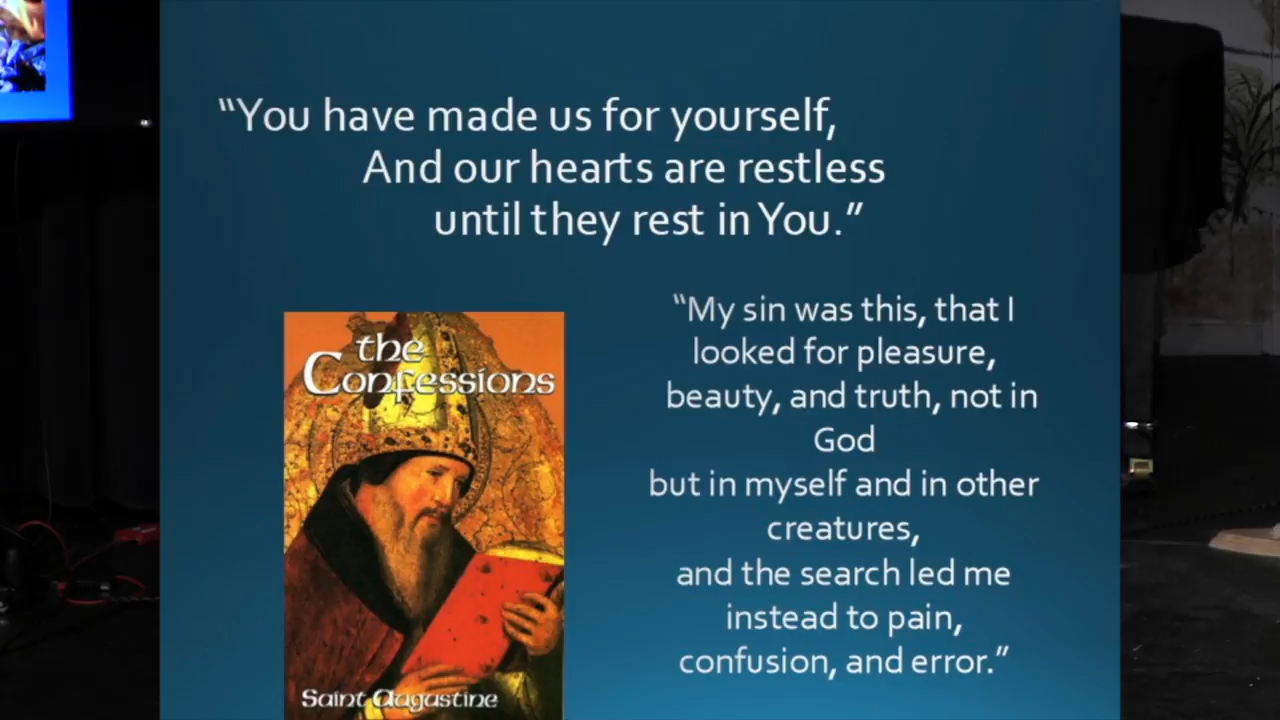 “You have made us for yourself,
And our hearts are restless
until they rest in You.”
the
Confessions
Saint Augustine
“My sin was this, that I
looked for pleasure,
beauty, and truth, not in
God
but in myself and in other
creatures,
and the search led me
instead to pain,
confusion, and error.”